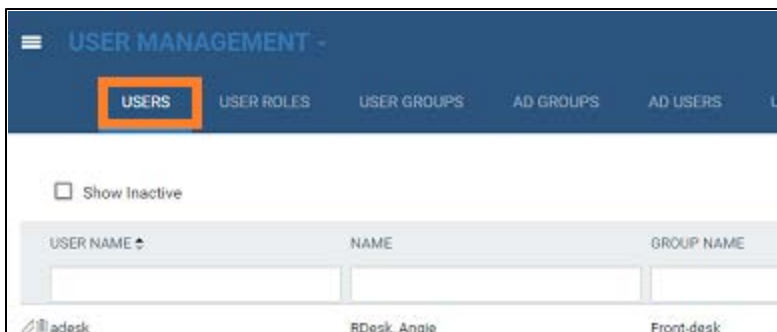 USER MANAGEMENT -
USERS USER ROLES USER GROUPS AD GROUPS AD USERS
Show Inactive
USER NAME NAME GROUP NAME
adesk RDesk, Angie Front-desk